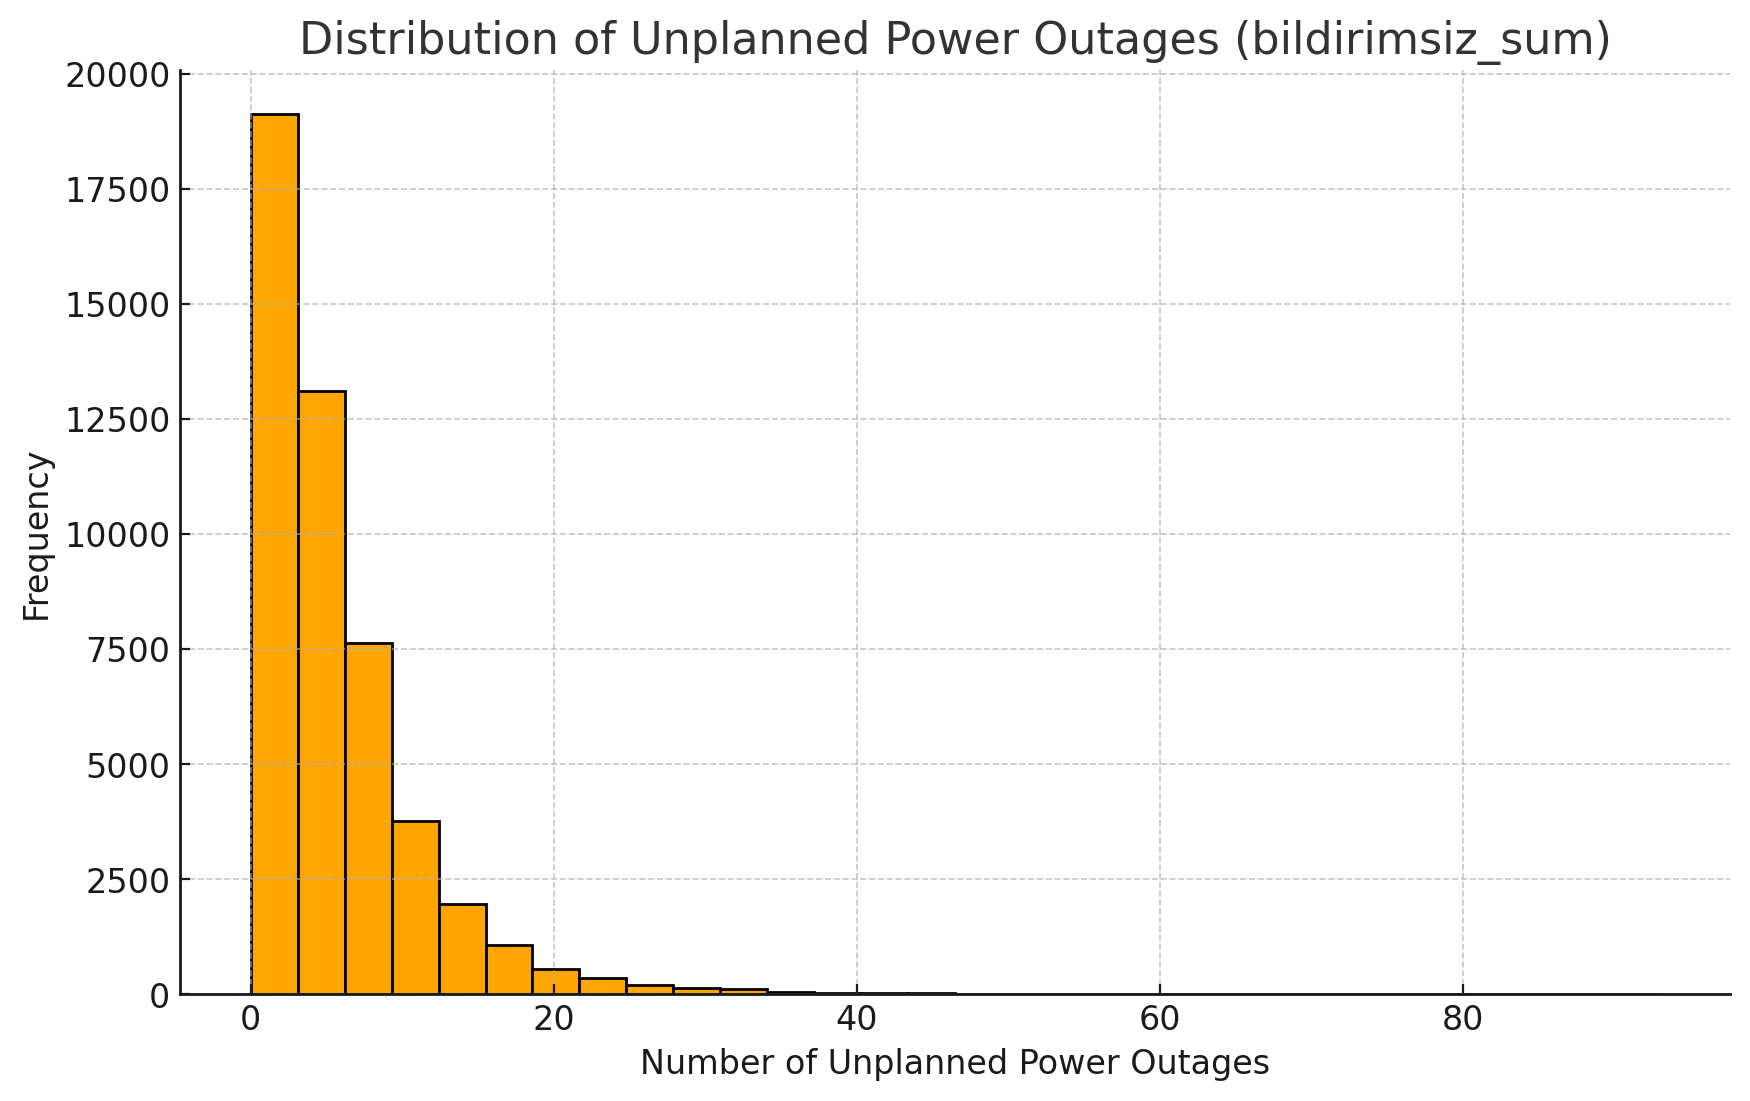 Distribution of Unplanned Power Outages (bildirimsiz_sum)
20000
17500
15000
12500
10000
7500
5000
2500
0
Frequency
0 20 40 60 80
Number of Unplanned Power Outages